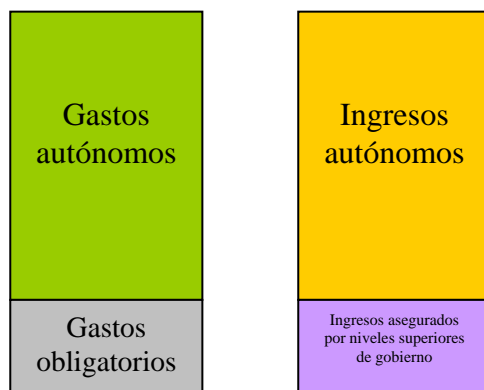 Gastos
autónomos
Ingresos
autónomos
Gastos
obligatorios
Ingresos asegurados
por niveles superiores
de gobierno